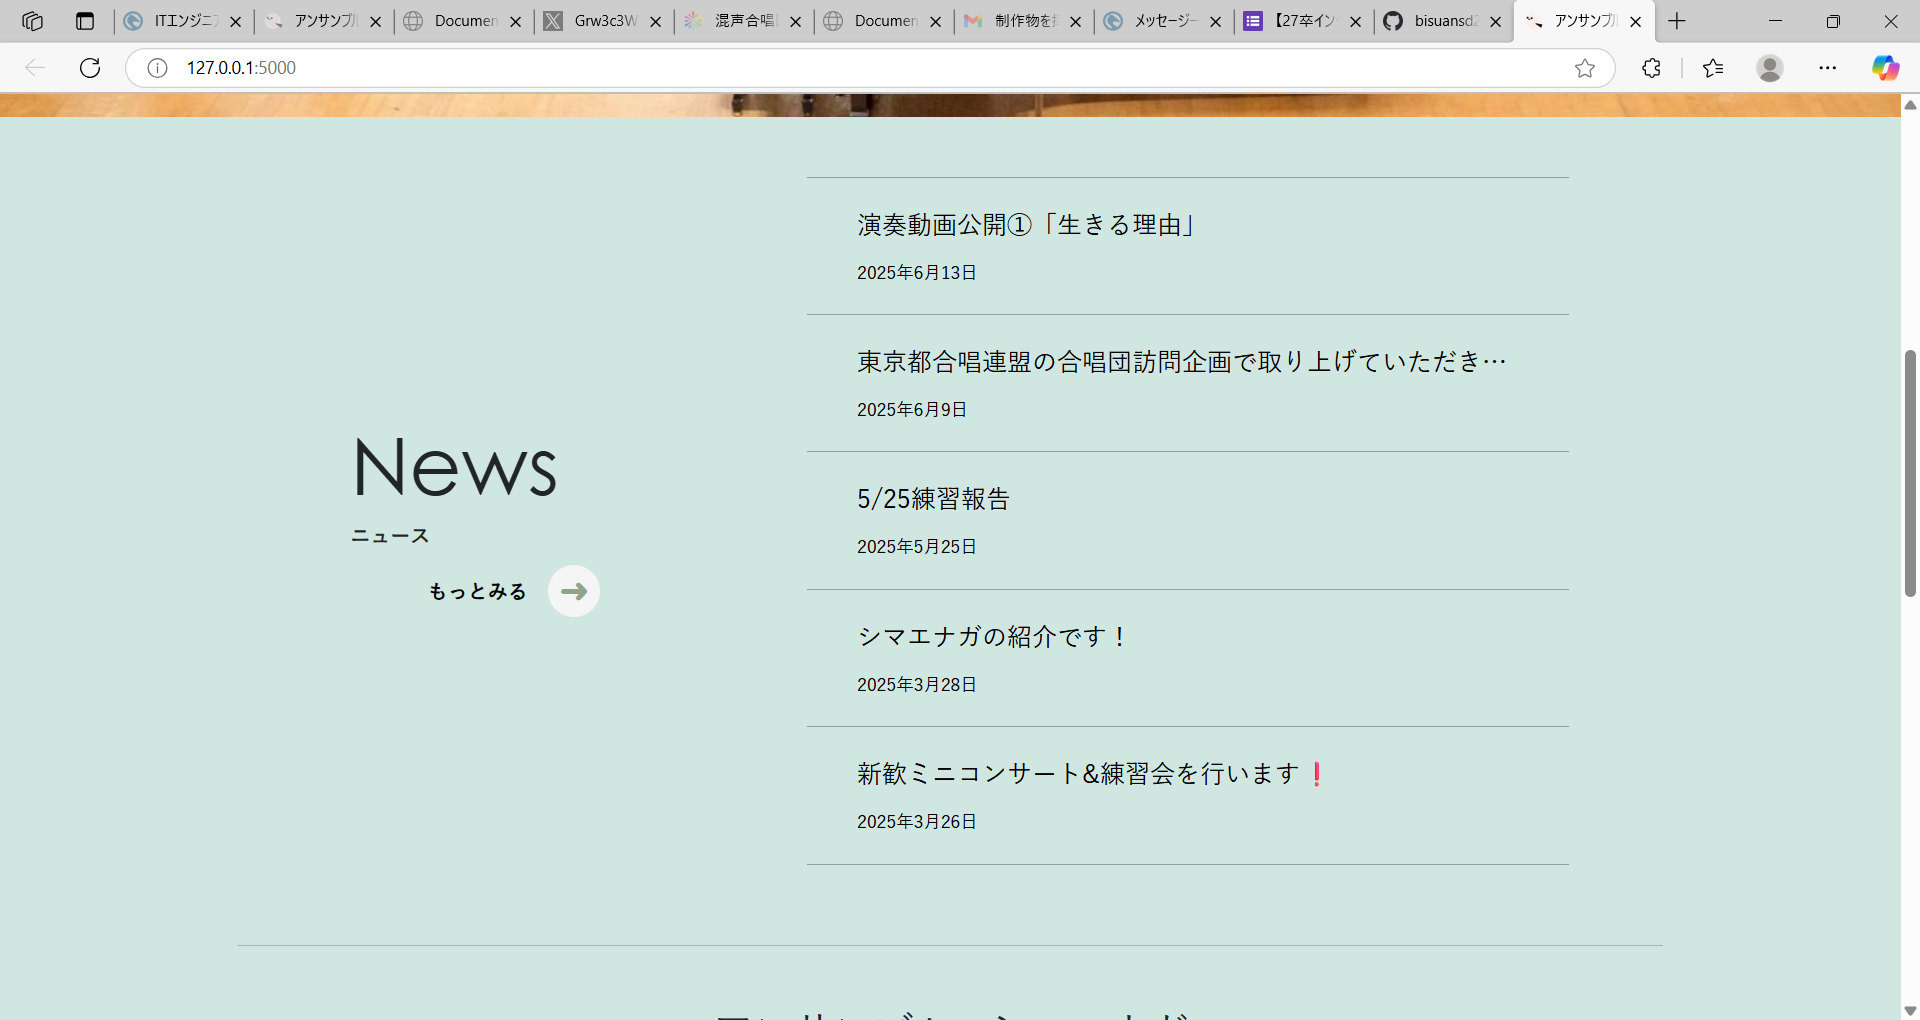 ITエンジニア
アンサンブル
Documen
Grw3c3W
混声合唱
Documen
制作物を
メッセージー
【27卒イン
bisuansd2
アンサンブル
127.0.0.1:5000
演奏動画公開①「生きる理由」
2025年6月13日
東京都合唱連盟の合唱団訪問企画で取り上げていただき…
2025年6月9日
News
5/25練習報告
ニュース
2025年5月25日
もっとみる
シマエナガの紹介です！
2025年3月28日
新歓ミニコンサート&練習会を行います❗
2025年3月26日